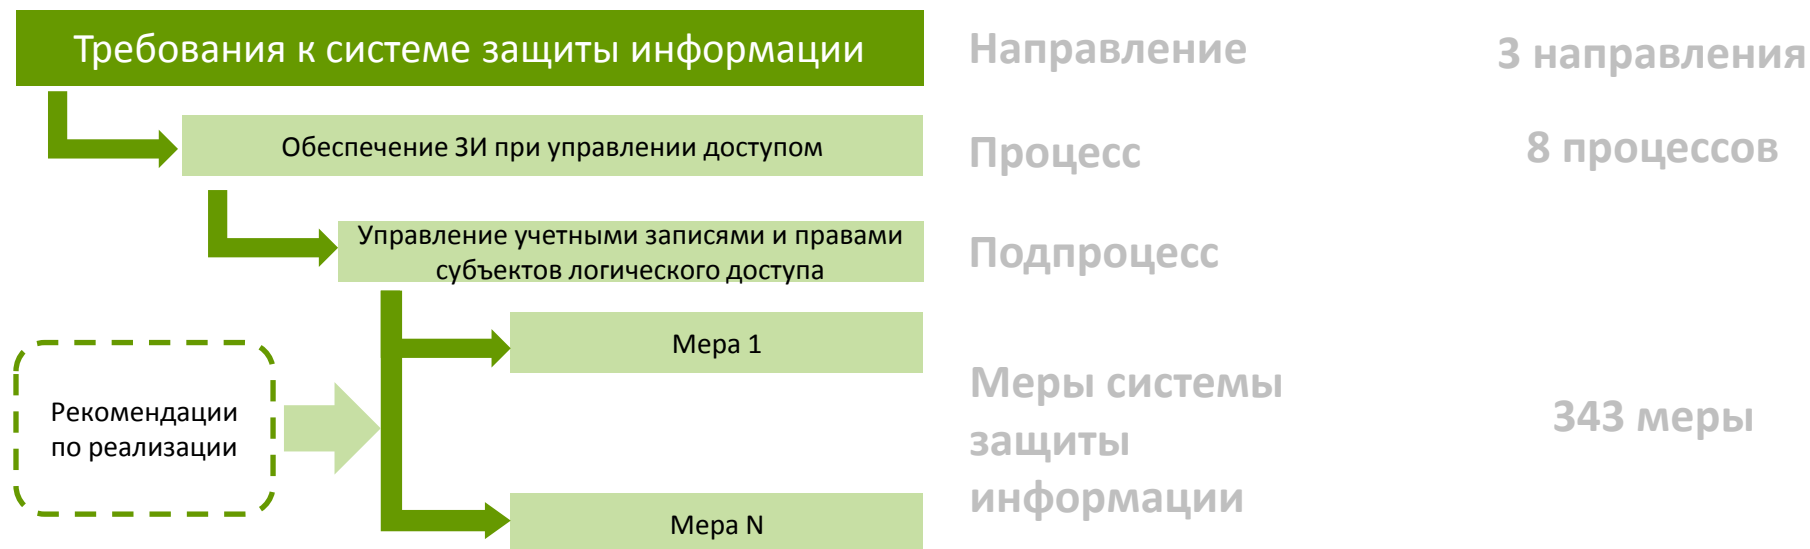 Требования к системе защиты информации
Направление
3 направления
Обеспечение ЗИ при управлении доступом
Процесс
8 процессов
Управление учетными записями и правами
субъектов логического доступа
Подпроцесс
Мера 1
Рекомендации
по реализации
Меры системы
защиты
информации
343 меры
Мера N